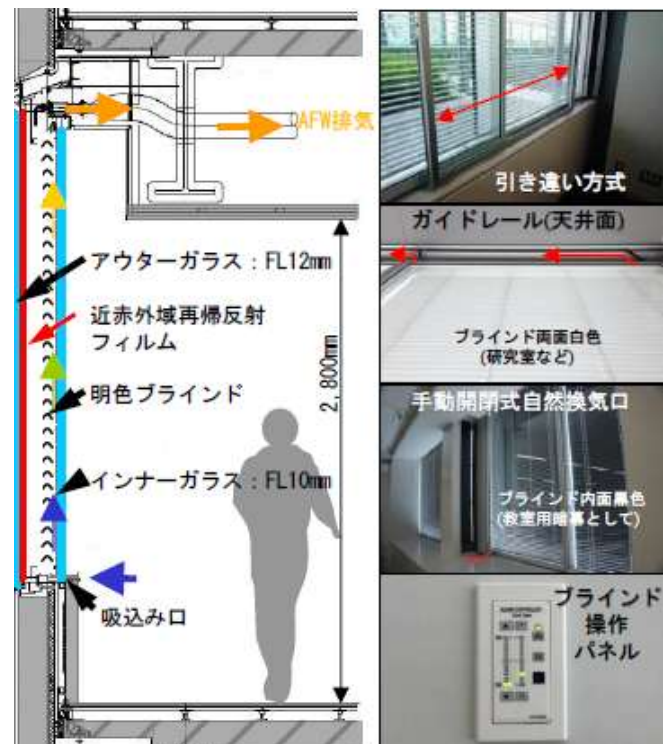 AFW排気
アウターガラス：FL12mm
近赤外域再帰反射
フィルム
明色ブラインド
インナーガラス：FL10mm
吸込み口
2,800mm
引き違い方式
ガイドレール(天井面)
ブラインド両面白色
(研究室など)
手動開閉式自然換気口
ブラインド内面黒色
(教室用暗幕として)
ブラインド
操作
パネル